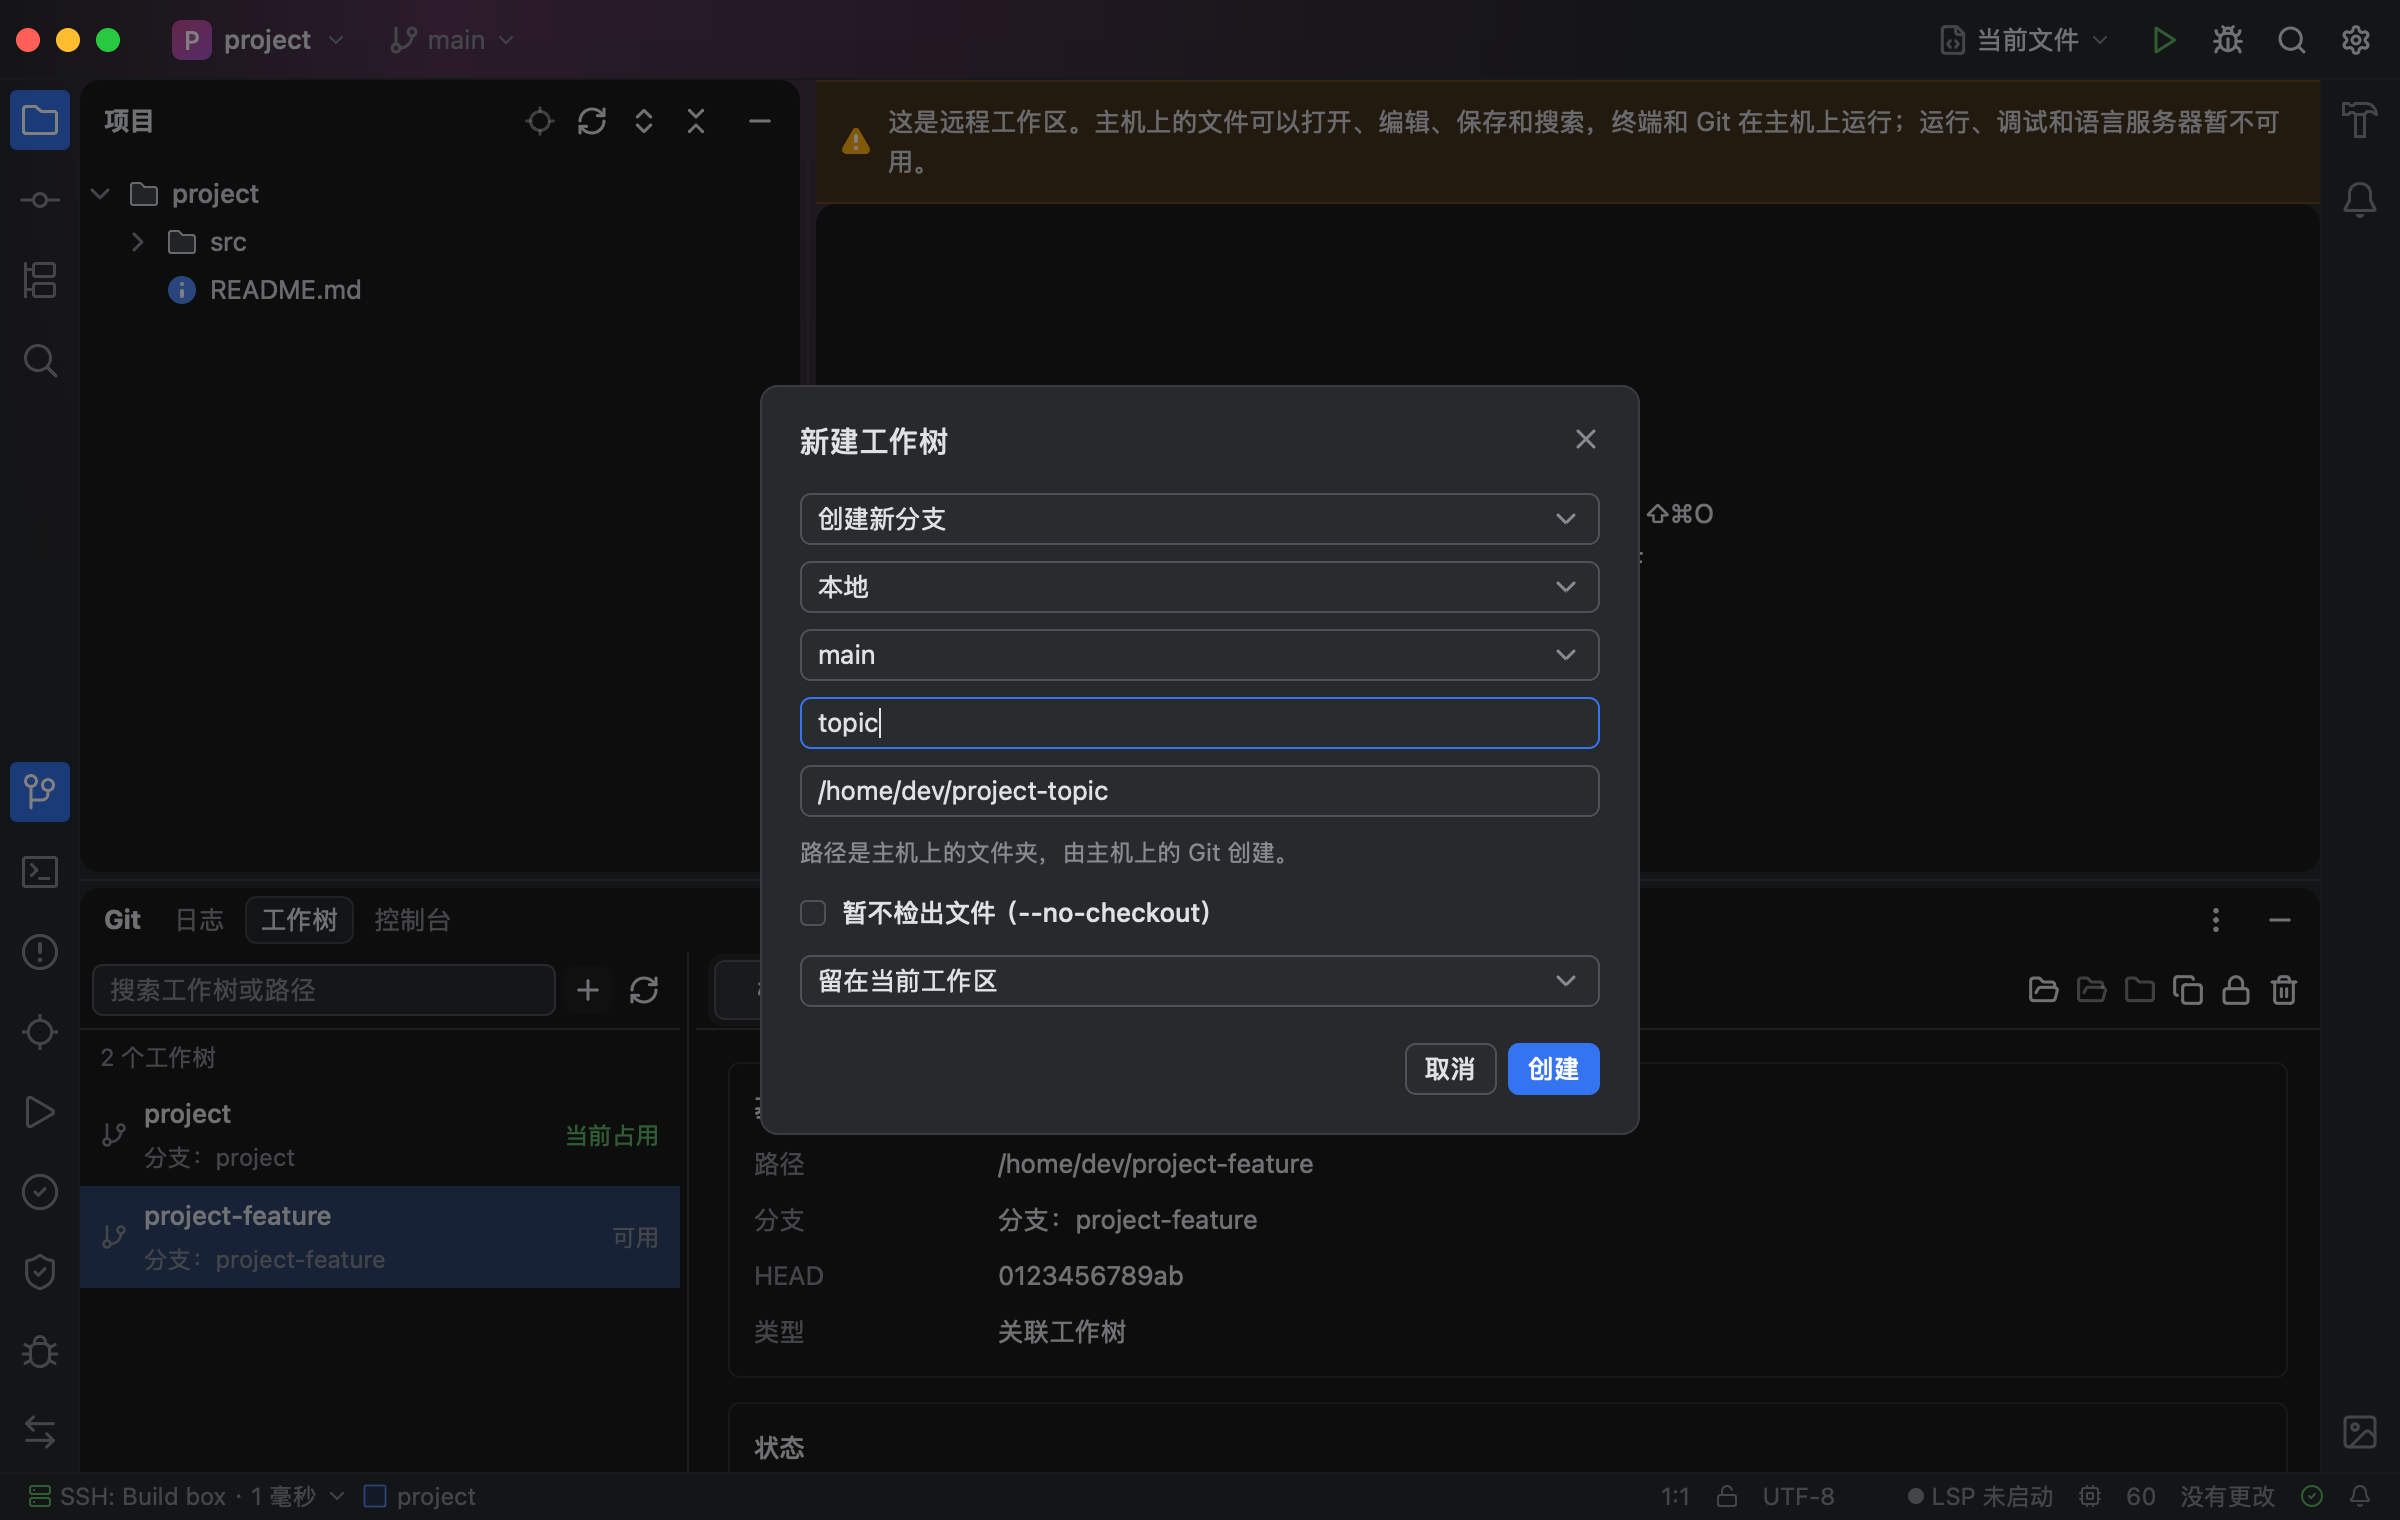 P project main 当前文件
项目
project
src
README.md
这是远程工作区。主机上的文件可以打开、编辑、保存和搜索，终端和 Git 在主机上运行；运行、调试和语言服务器暂不可
用。
⇧⌘O
新建工作树
创建新分支
本地
main
topic
/home/dev/project-topic
路径是主机上的文件夹，由主机上的 Git 创建。
暂不检出文件（--no-checkout）
留在当前工作区
取消 创建
Git 日志 工作树 控制台
搜索工作树或路径
2 个工作树
project
分支：project
当前占用
project-feature
分支：project-feature
可用
路径 /home/dev/project-feature
分支 分支：project-feature
HEAD 0123456789ab
类型 关联工作树
状态
SSH: Build box · 1 毫秒 project 1:1 UTF-8 LSP 未启动 60 没有更改